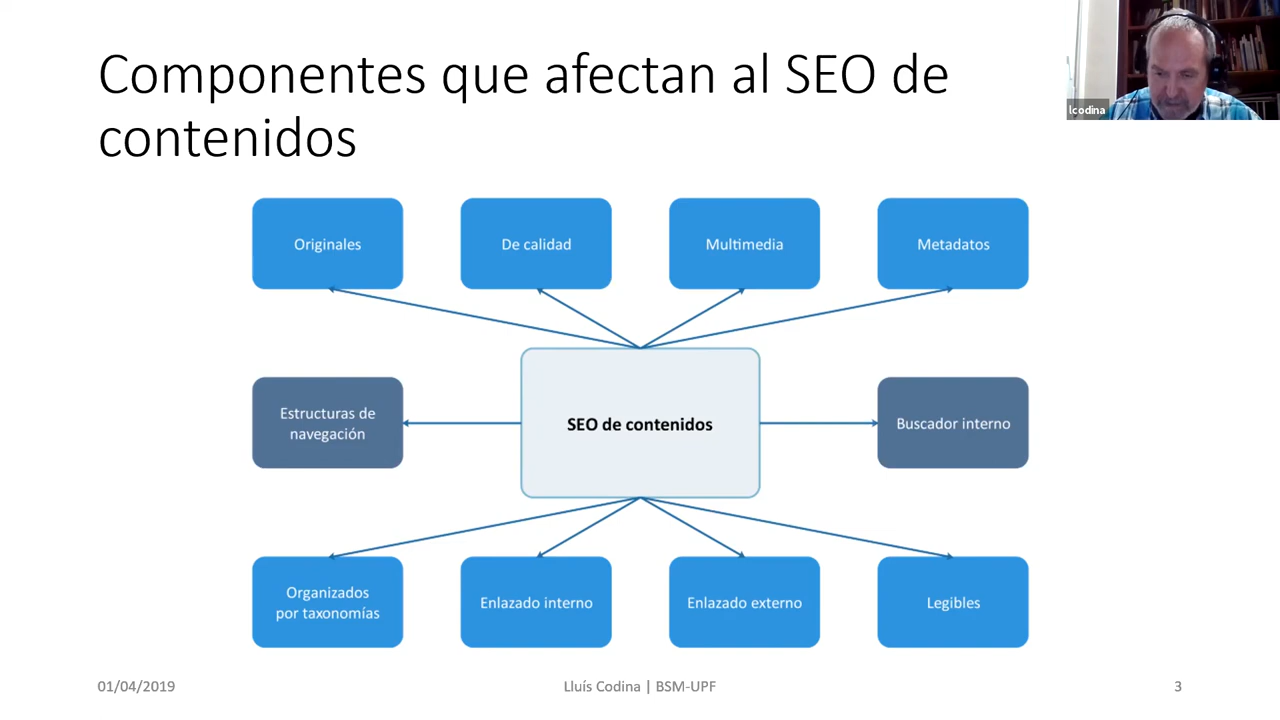 Componentes que afectan al SEO de
contenidos
lcodina
Originales
De calidad
Multimedia
Metadatos
Estructuras de
navegación
SEO de contenidos
Buscador interno
Organizados
por taxonomías
Enlazado interno
Enlazado externo
Legibles
01/04/2019
Lluís Codina | BSM-UPF
3